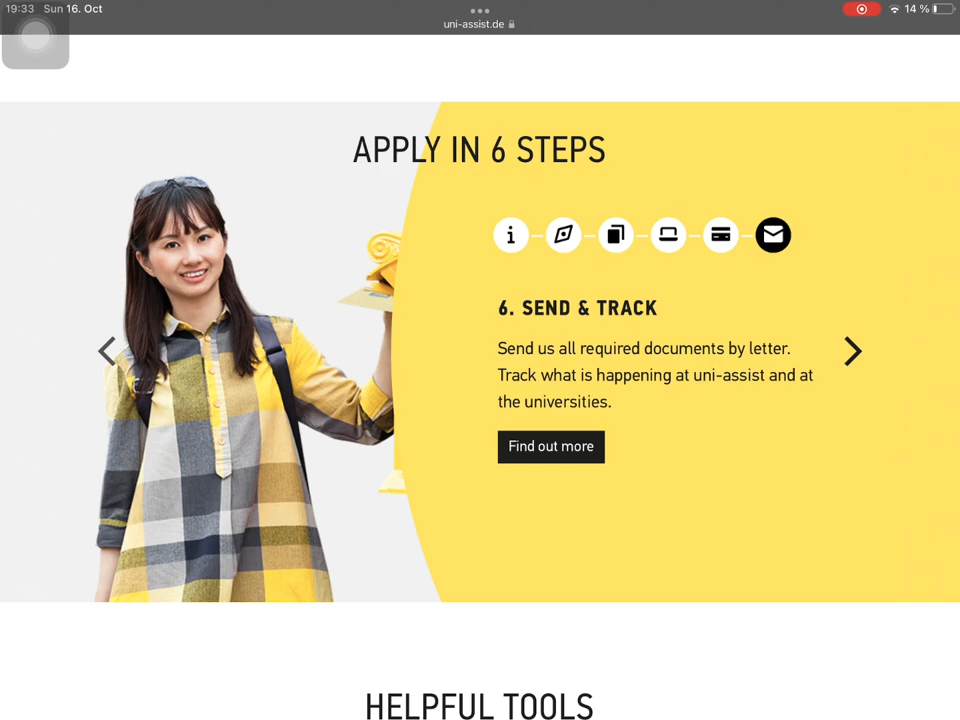 19:33 Sun 16. Oct
14 %
uni-assist.de
APPLY IN 6 STEPS
6. SEND & TRACK
Send us all required documents by letter.
Track what is happening at uni-assist and at
the universities.
Find out more
HELPFUL TOOLS